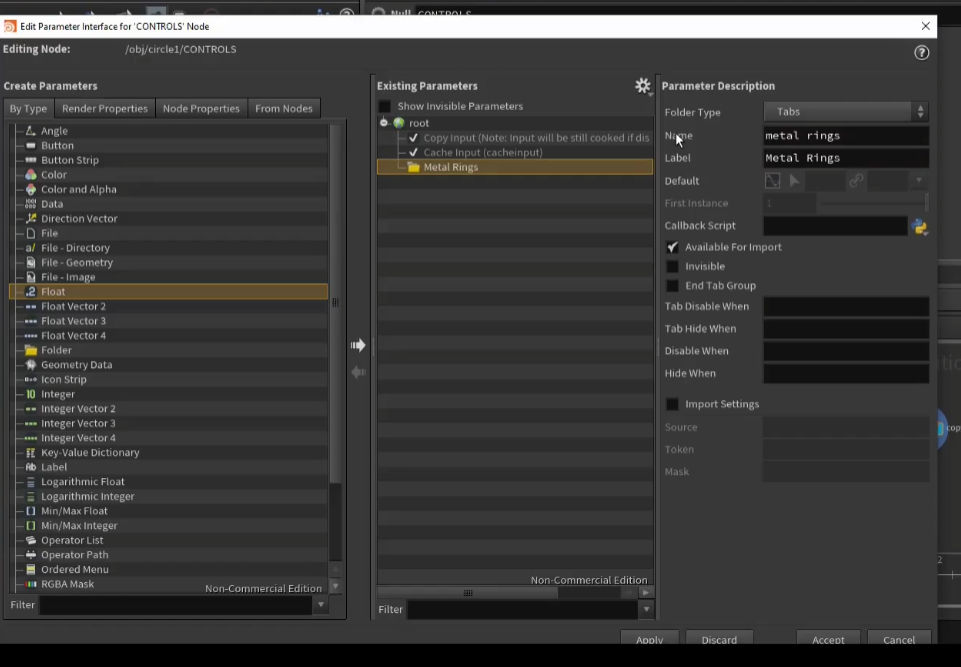 Null CONTROLS
Edit Parameter Interface for 'CONTROLS' Node
Editing Node: /obj/circle1/CONTROLS
Create Parameters
By Type Render Properties Node Properties From Nodes
Angle
Button
Button Strip
Color
Color and Alpha
Data
Direction Vector
File
File - Directory
File - Geometry
File - Image
Float
Float Vector 2
Float Vector 3
Float Vector 4
Folder
Geometry Data
Icon Strip
Integer
Integer Vector 2
Integer Vector 3
Integer Vector 4
Key-Value Dictionary
Label
Logarithmic Float
Logarithmic Integer
Min/Max Float
Min/Max Integer
Operator List
Operator Path
Ordered Menu
RGBA Mask
Non-Commercial Edition
Filter
Existing Parameters
Show Invisible Parameters
root
Copy Input (Note: Input will be still cooked if dis
Cache Input (cacheinput)
Metal Rings
Non-Commercial Edition
Filter
Parameter Description
Folder Type Tabs
Name metal rings
Label Metal Rings
Default
First Instance 1
Callback Script
Available For Import
Invisible
End Tab Group
Tab Disable When
Tab Hide When
Disable When
Hide When
Import Settings
Source
Token
Mask
Apply Discard Accept Cancel
cop
2